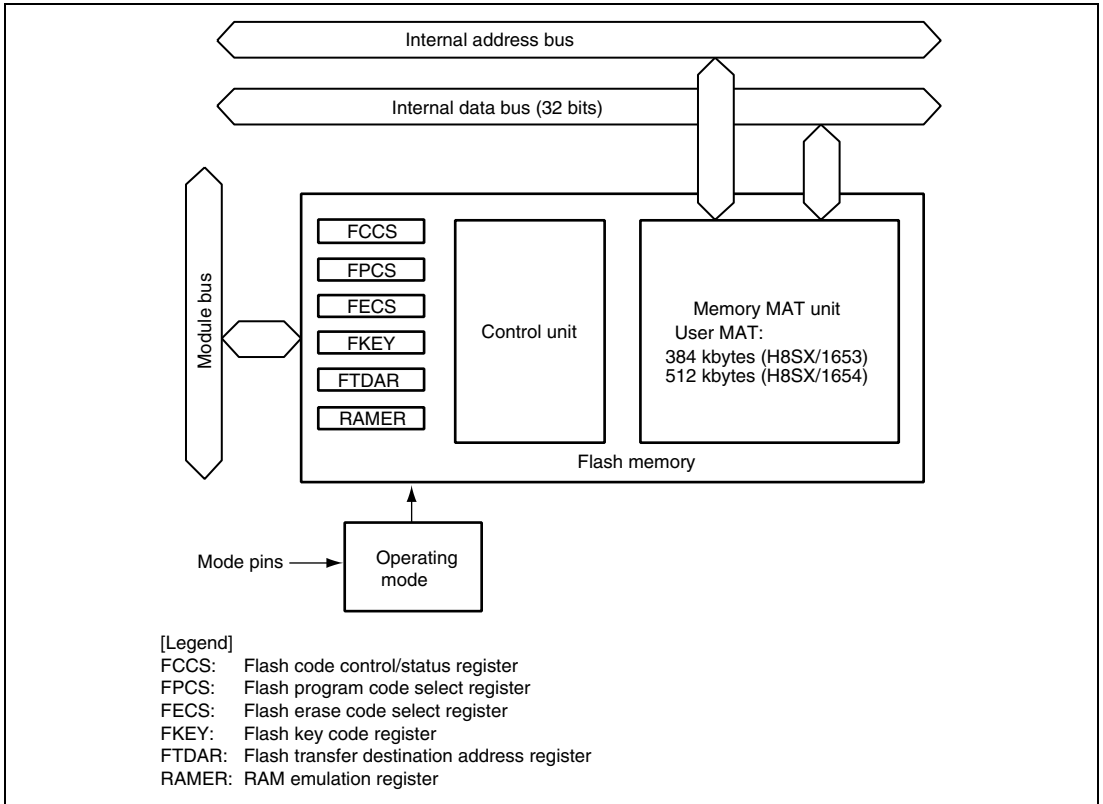 Internal address bus
Internal data bus (32 bits)
Module bus
FCCS
FPCS
FECS
FKEY
FTDAR
RAMER
Control unit
Memory MAT unit
User MAT:
384 kbytes (H8SX/1653)
512 kbytes (H8SX/1654)
Flash memory
Mode pins
Operating
mode
[Legend]
FCCS: Flash code control/status register
FPCS: Flash program code select register
FECS: Flash erase code select register
FKEY: Flash key code register
FTDAR: Flash transfer destination address register
RAMER: RAM emulation register